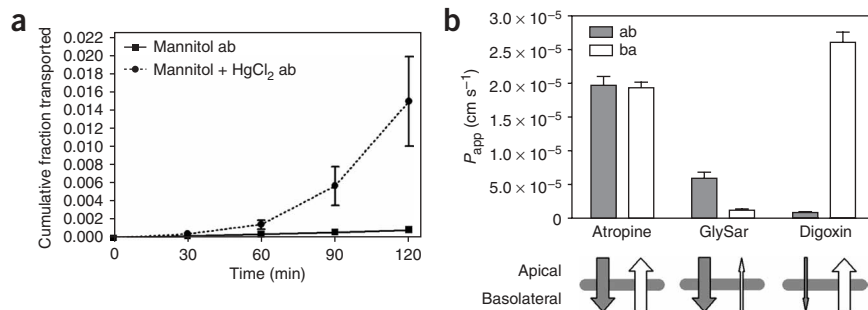 a
Cumulative fraction transported
0.022
0.020
0.018
0.016
0.014
0.012
0.010
0.008
0.006
0.004
0.002
0.000
Mannitol ab
Mannitol + HgCl₂ ab
0 30 60 90 120
Time (min)
b
Papp (cm s⁻¹)
3.0 × 10⁻⁵
2.5 × 10⁻⁵
2.0 × 10⁻⁵
1.5 × 10⁻⁵
1.0 × 10⁻⁵
5.0 × 10⁻⁵
0
ab
ba
Atropine GlySar Digoxin
Apical
Basolateral